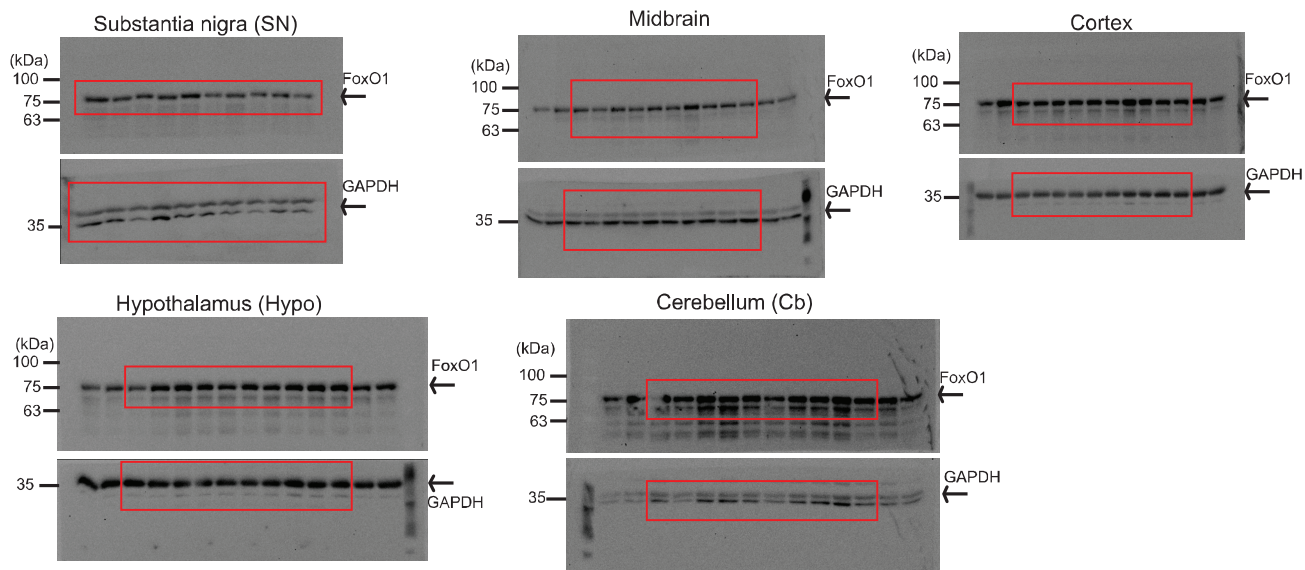 Substantia nigra (SN)
(kDa)
100
75
63
FoxO1
35
GAPDH
Midbrain
(kDa)
100
75
63
FoxO1
35
GAPDH
Cortex
(kDa)
100
75
63
FoxO1
35
GAPDH
Hypothalamus (Hypo)
(kDa)
100
75
63
FoxO1
35
GAPDH
Cerebellum (Cb)
(kDa)
100
75
63
FoxO1
35
GAPDH